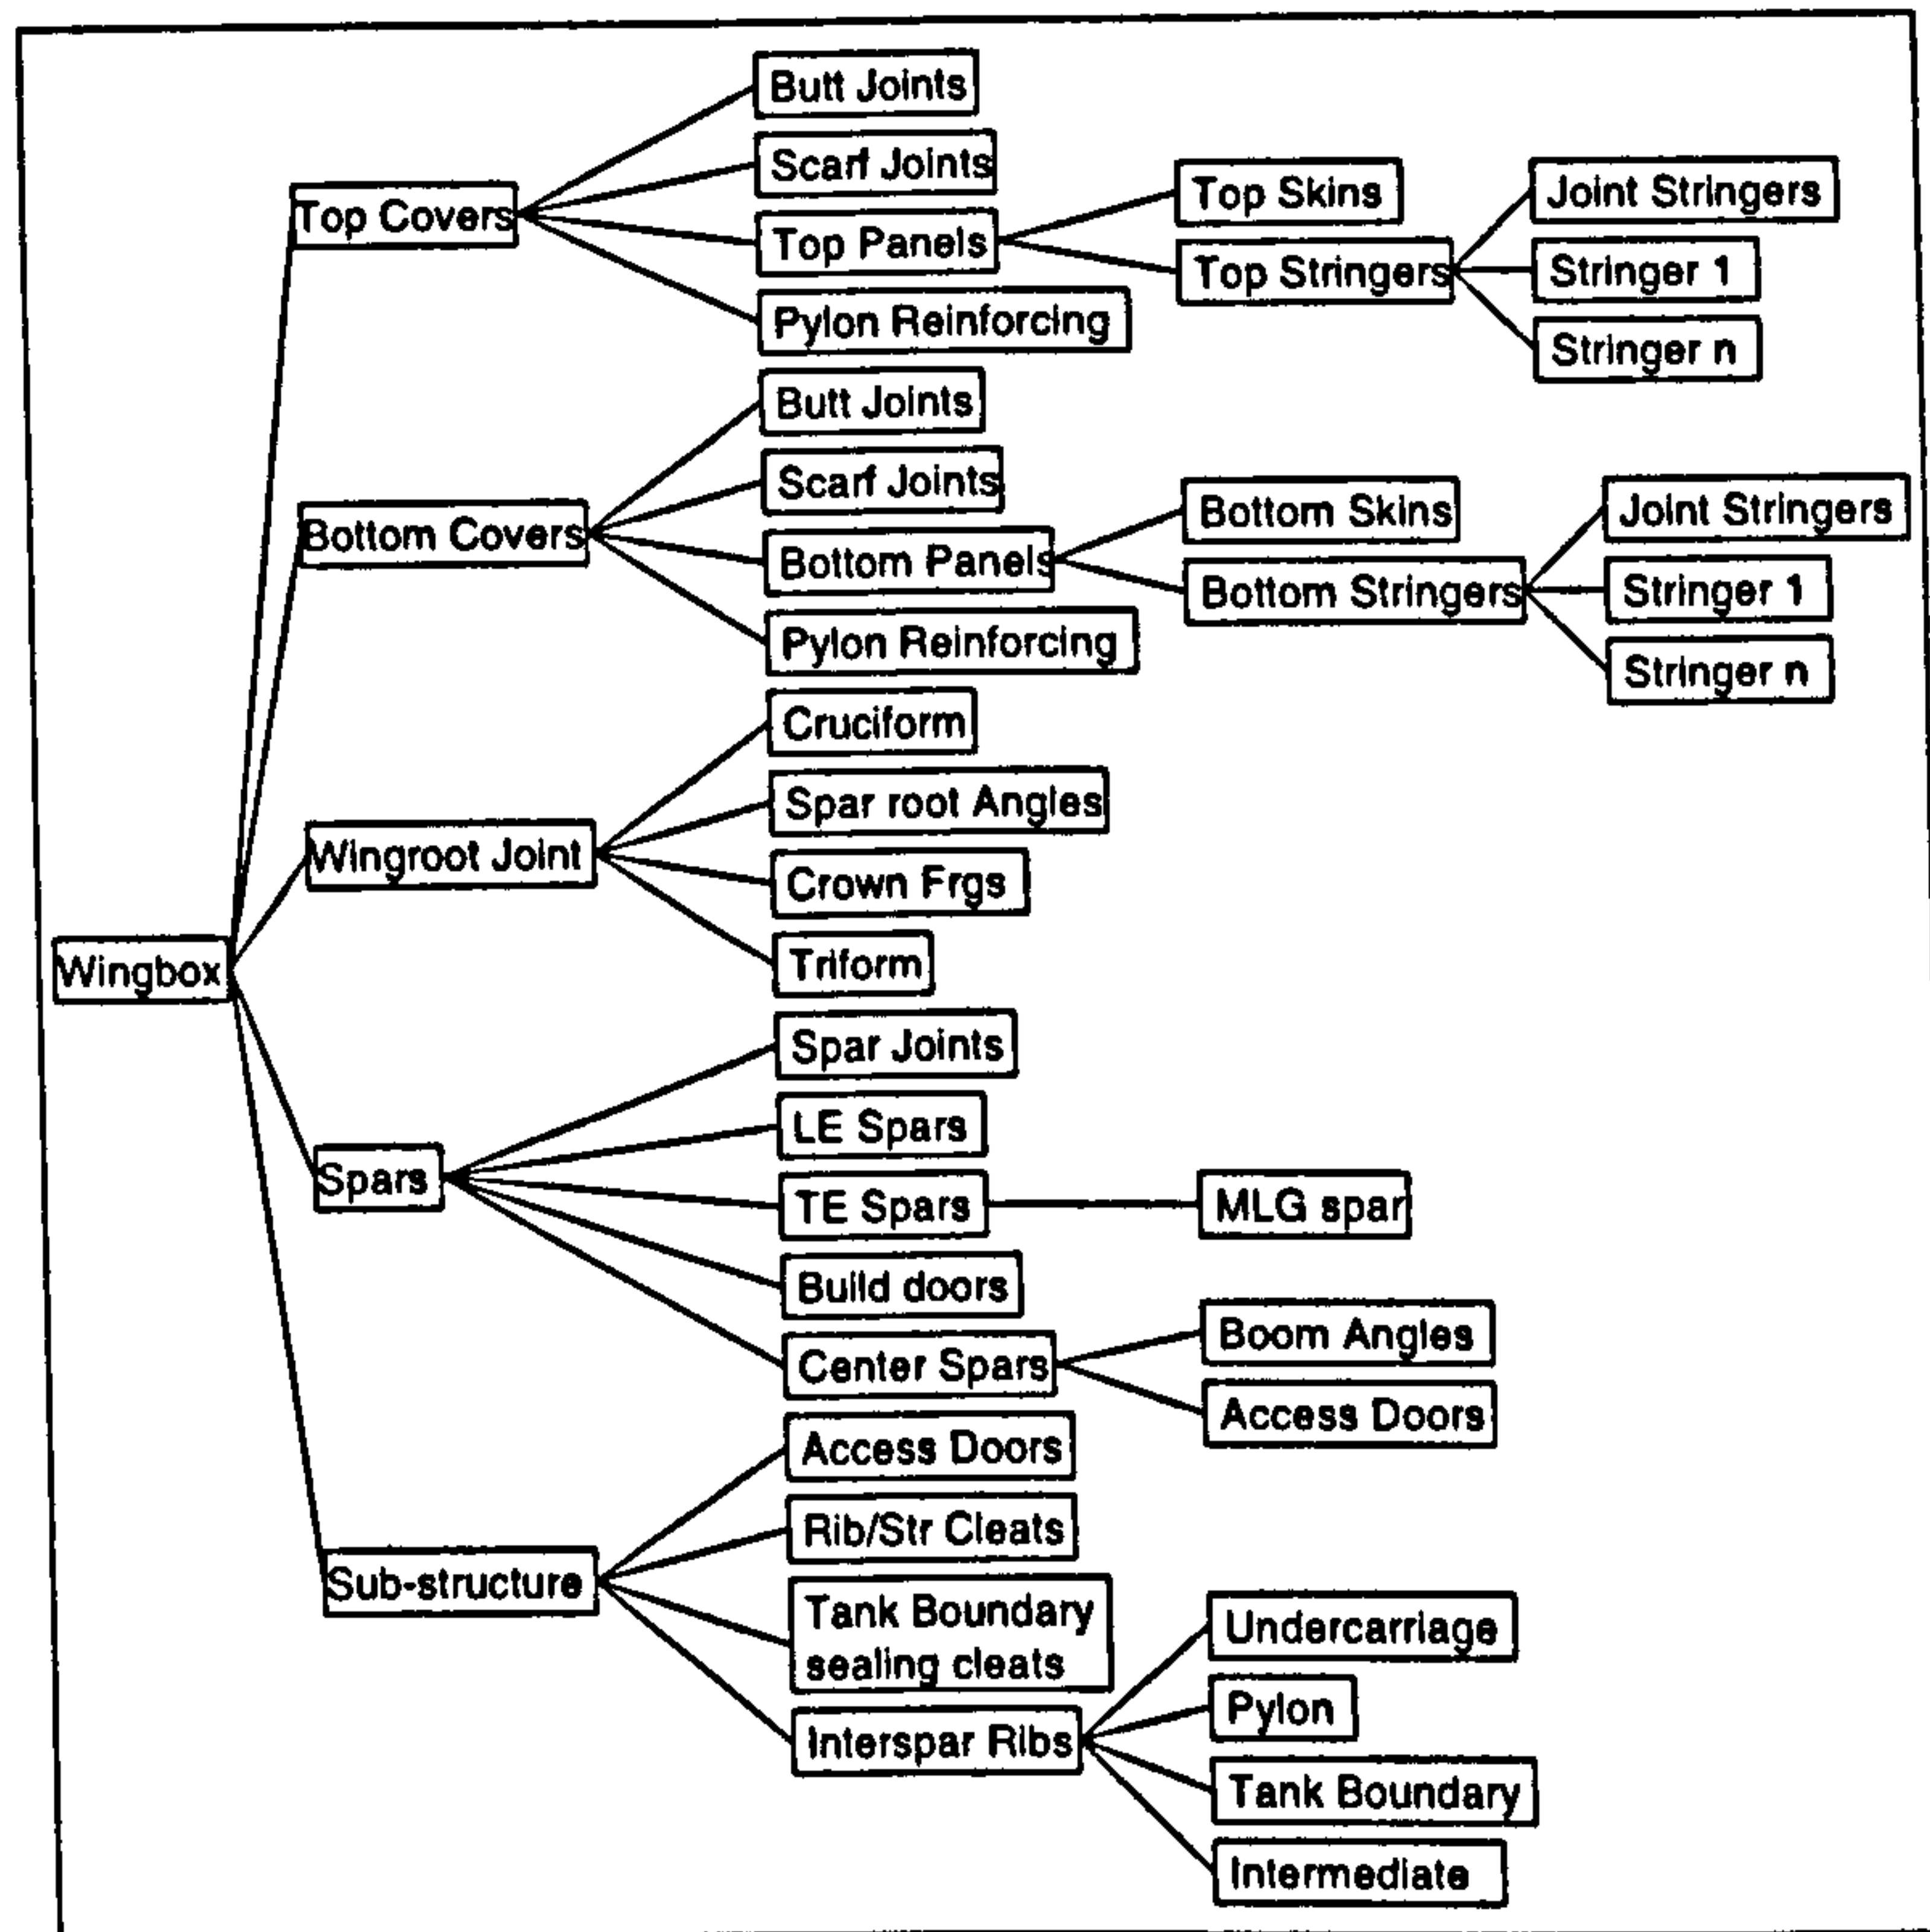 Wingbox
Top Covers
Butt Joints
Scarf Joints
Top Panels
Top Skins
Top Stringers
Joint Stringers
Stringer 1
Stringer n
Pylon Reinforcing
Bottom Covers
Butt Joints
Scarf Joints
Bottom Panels
Bottom Skins
Bottom Stringers
Joint Stringers
Stringer 1
Stringer n
Pylon Reinforcing
Wingroot Joint
Cruciform
Spar root Angles
Crown Frgs
Triform
Spars
Spar Joints
LE Spars
TE Spars
MLG spar
Build doors
Center Spars
Boom Angles
Access Doors
Sub-structure
Access Doors
Rib/Str Cleats
Tank Boundary
sealing cleats
Interspar Ribs
Undercarriage
Pylon
Tank Boundary
Intermediate